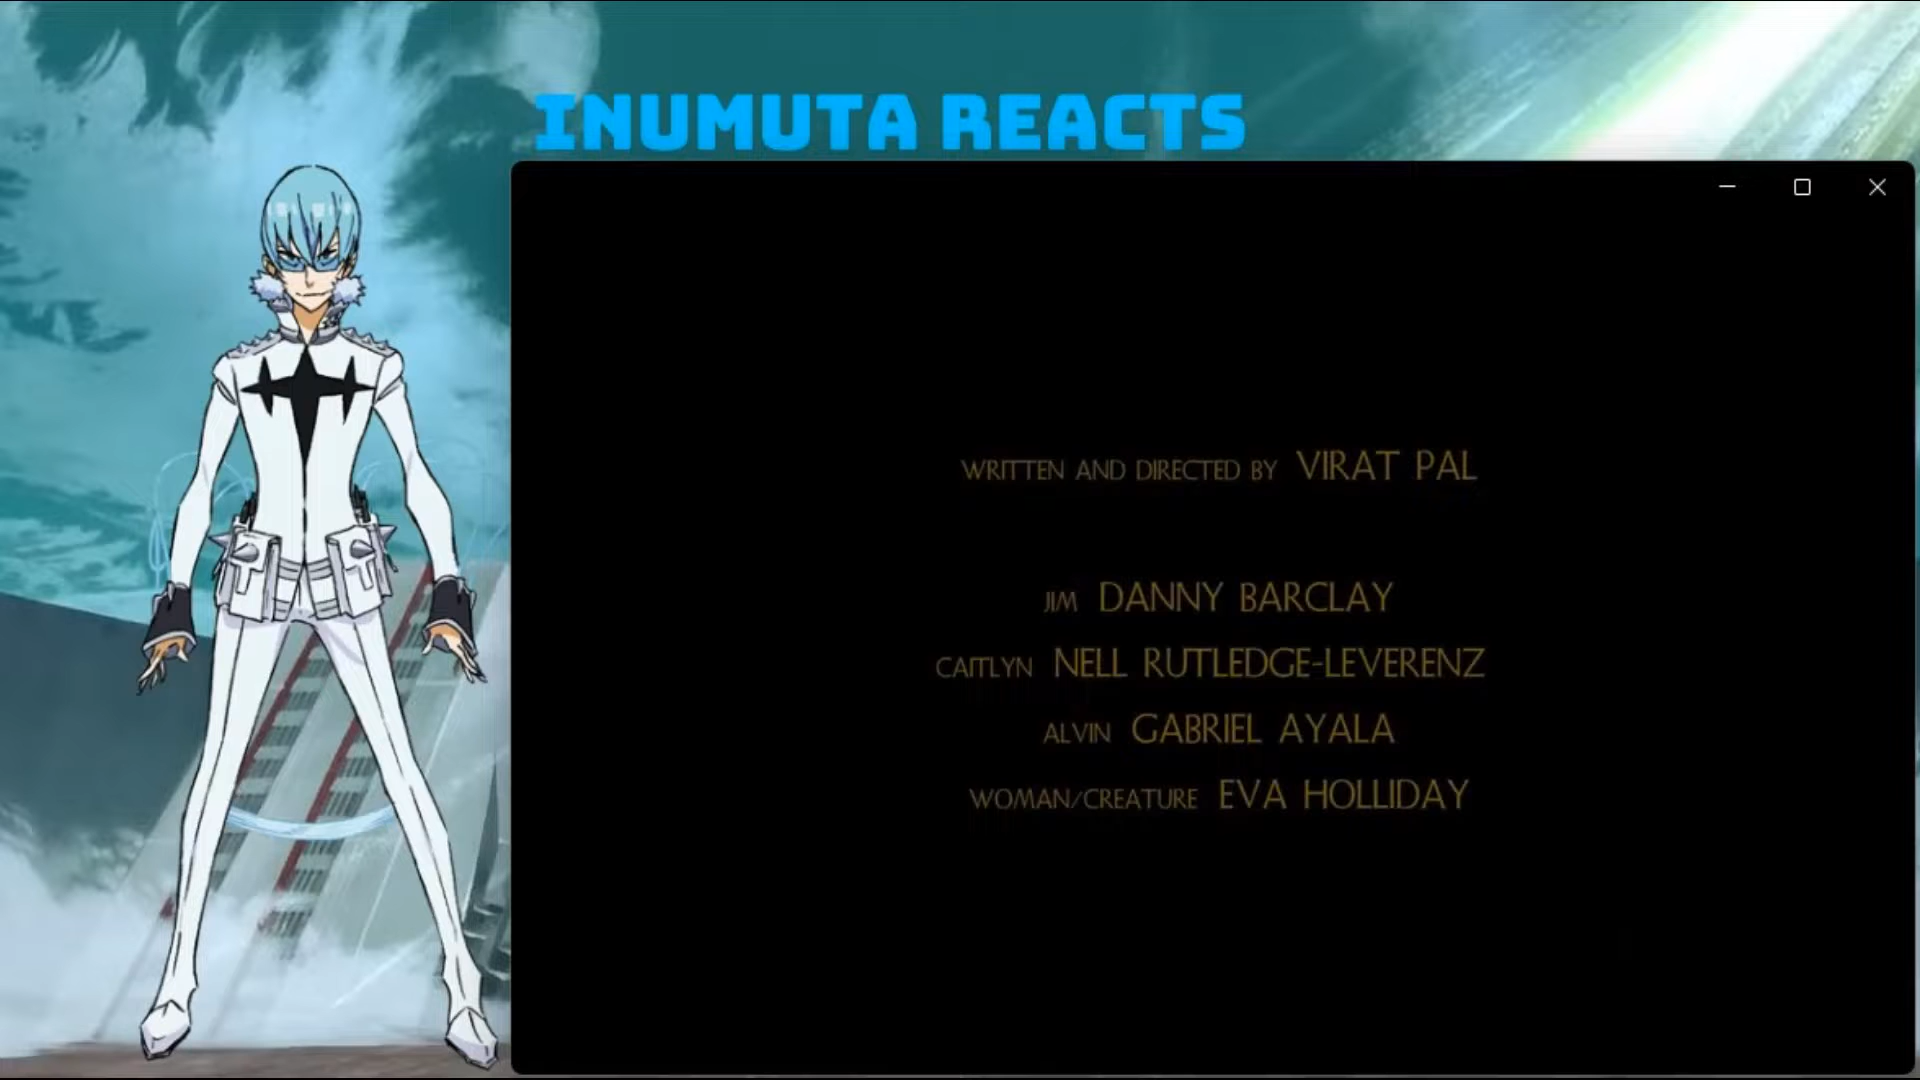 INUMUTA REACTS
WRITTEN AND DIRECTED BY VIRAT PAL
JIM DANNY BARCLAY
CAITLYN NELL RUTLEDGE-LEVERENZ
ALVIN GABRIEL AYALA
WOMAN/CREATURE EVA HOLLIDAY